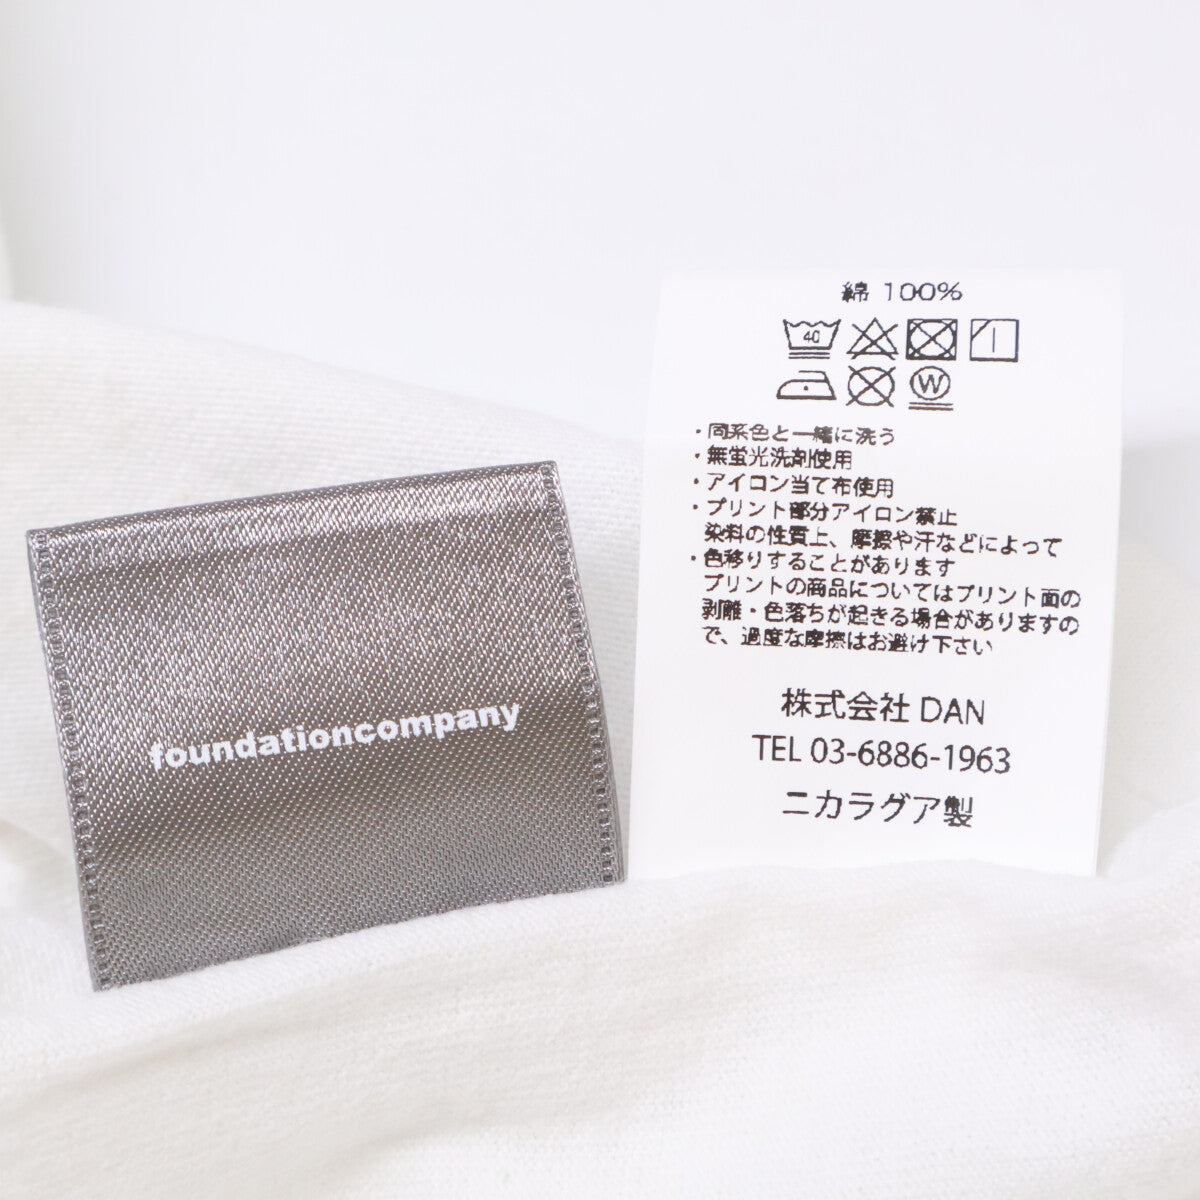 foundationcompany
綿 100%
40
W
・同系色と一緒に洗う
・無蛍光洗剤使用
・アイロン当て布使用
・プリント部分アイロン禁止
染料の性質上、摩擦や汗などによって
・色移りすることがあります
プリントの商品についてはプリント面の
剥離・色落ちが起きる場合がありますの
で、過度な摩擦はお避け下さい
株式会社 DAN
TEL 03-6886-1963
ニカラグア製